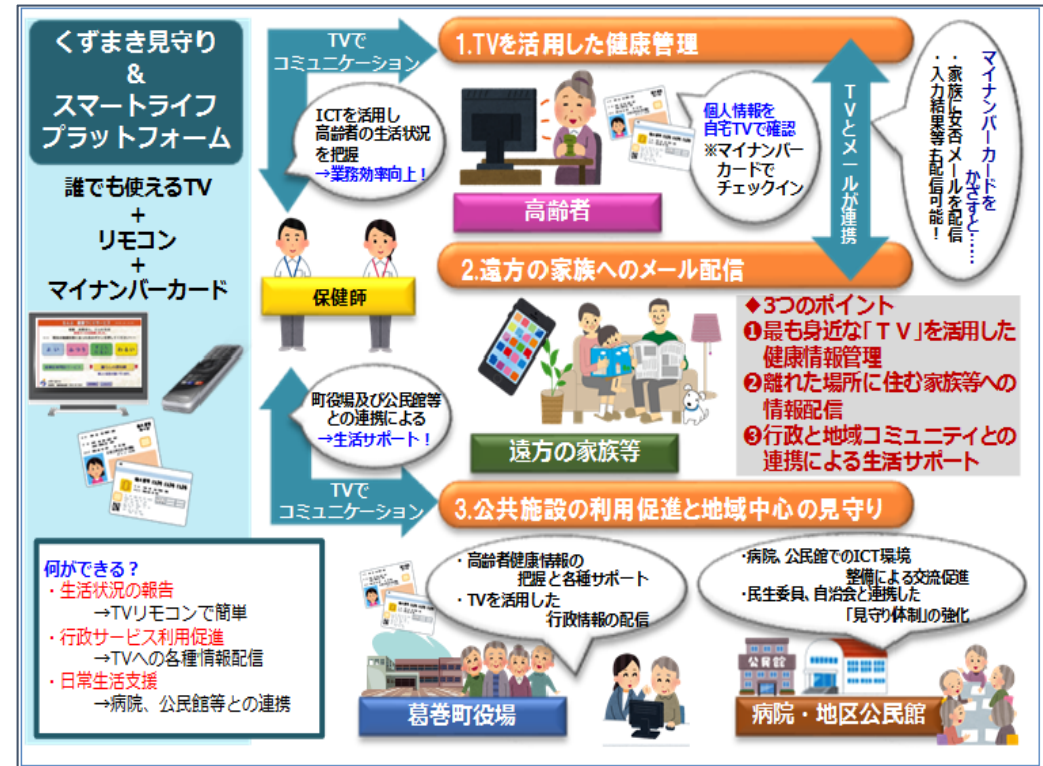 くずまき見守り
&
スマートライフ
プラットフォーム
誰でも使えるTV
+
リモコン
+
マイナンバーカード
何ができる?
・生活状況の報告
→TVリモコンで簡単
・行政サービス利用促進
→TVへの各種情報配信
・日常生活支援
→病院、公民館等との連携
TVで
コミュニケーション
ICTを活用し
高齢者の生活状況
を把握
→業務効率向上!
保健師
町役場及び公民館等
との連携による
→生活サポート!
TVで
コミュニケーション
1.TVを活用した健康管理
個人情報を
自宅TVで確認
※マイナンバー
カードで
チェックイン
高齢者
TVとメールが連携
マイナンバーカードを
かざすと……
・家族に安否メールを配信
・入力結果等も配信可能!
2.遠方の家族へのメール配信
遠方の家族等
◆3つのポイント
❶最も身近な「TV」を活用した
健康情報管理
❷離れた場所に住む家族等への
情報配信
❸行政と地域コミュニティとの
連携による生活サポート
3.公共施設の利用促進と地域中心の見守り
・高齢者健康情報の
把握と各種サポート
・TVを活用した
行政情報の配信
葛巻町役場
・病院、公民館でのICT環境
整備による交流促進
・民生委員、自治会と連携した
「見守り体制」の強化
公民館
病院・地区公民館